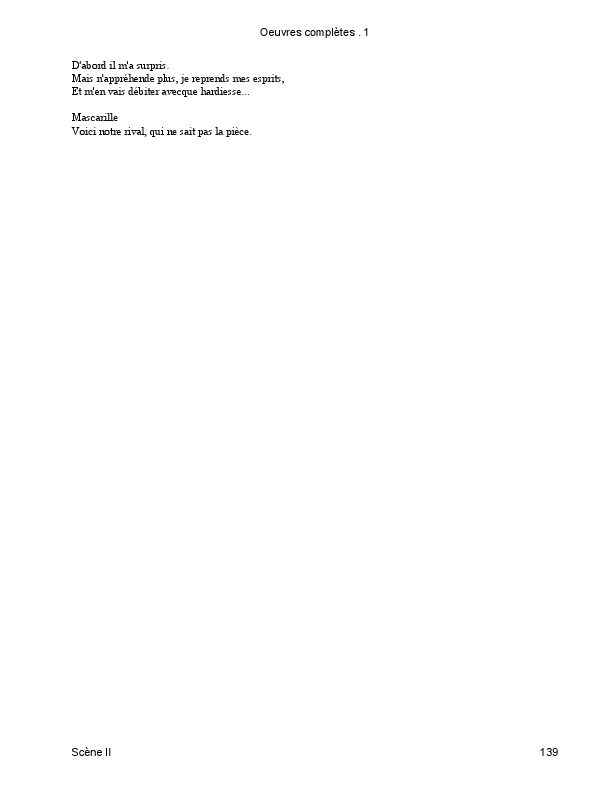 Oeuvres complètes . 1
D'abord il m'a surpris.
Mais n'appréhende plus, je reprends mes esprits,
Et m'en vais débiter avecque hardiesse...
Mascarille
Voici notre rival, qui ne sait pas la pièce.
Scène II
139